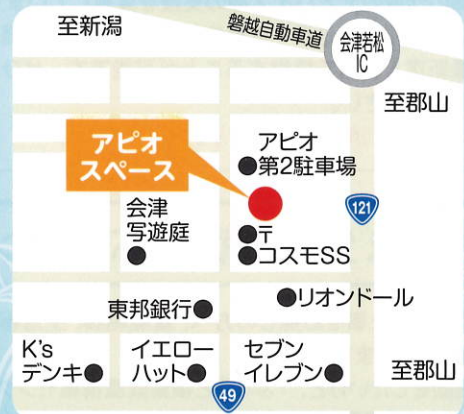 至新潟
磐越自動車道
会津若松
IC
至郡山
アピオ
スペース
アピオ
第2駐車場
121
会津
写遊庭
〒
コスモSS
東邦銀行
リオンドール
K's
デンキ
イエロー
ハット
セブン
イレブン
至郡山
49